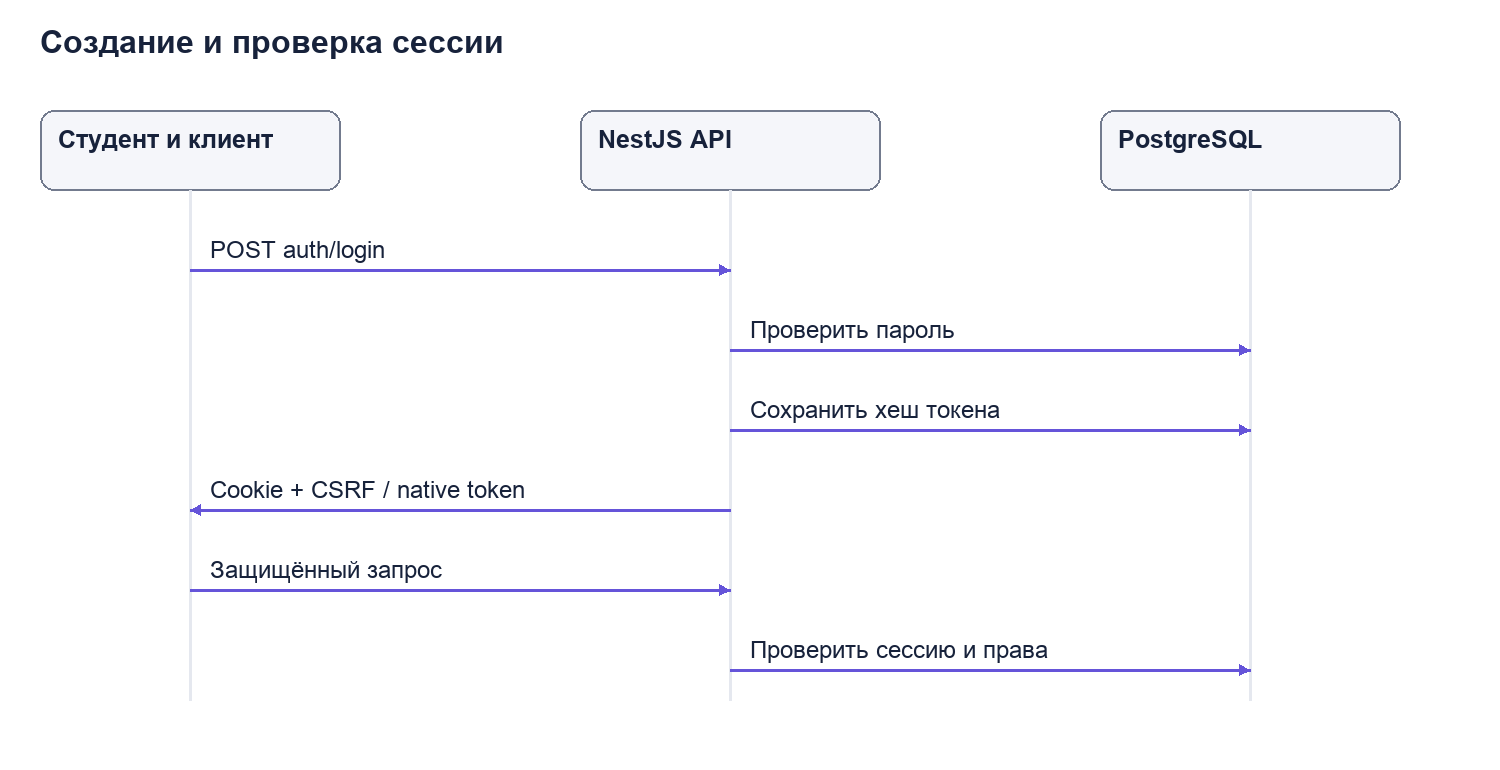 Создание и проверка сессии
Студент и клиент
NestJS API
PostgreSQL
POST auth/login
Проверить пароль
Сохранить хеш токена
Cookie + CSRF / native token
Защищённый запрос
Проверить сессию и права